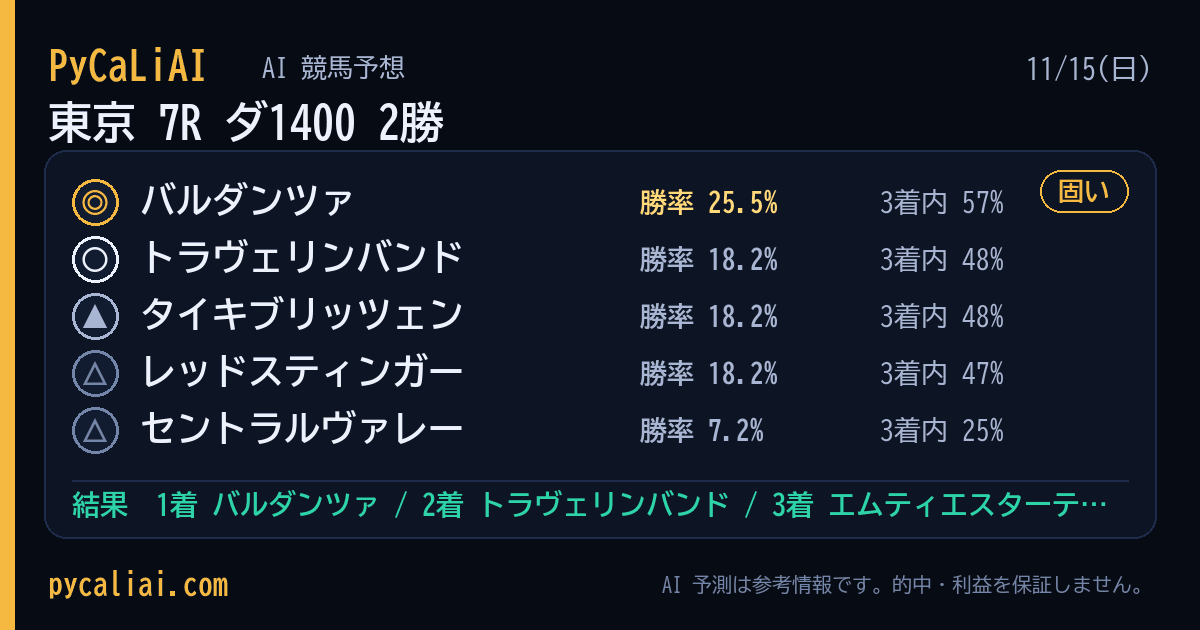 PyCaLiAI AI 競馬予想 11/15(日)
東京 7R ダ1400 2勝
◎ バルダンツァ 勝率 25.5% 3着内 57% 固い
○ トラヴェリンバンド 勝率 18.2% 3着内 48%
▲ タイキブリッツェン 勝率 18.2% 3着内 48%
△ レッドスティンガー 勝率 18.2% 3着内 47%
△ セントラルヴァレー 勝率 7.2% 3着内 25%
結果 1着 バルダンツァ / 2着 トラヴェリンバンド / 3着 エムティエスターテ…
pycaliai.com AI 予測は参考情報です。的中・利益を保証しません。